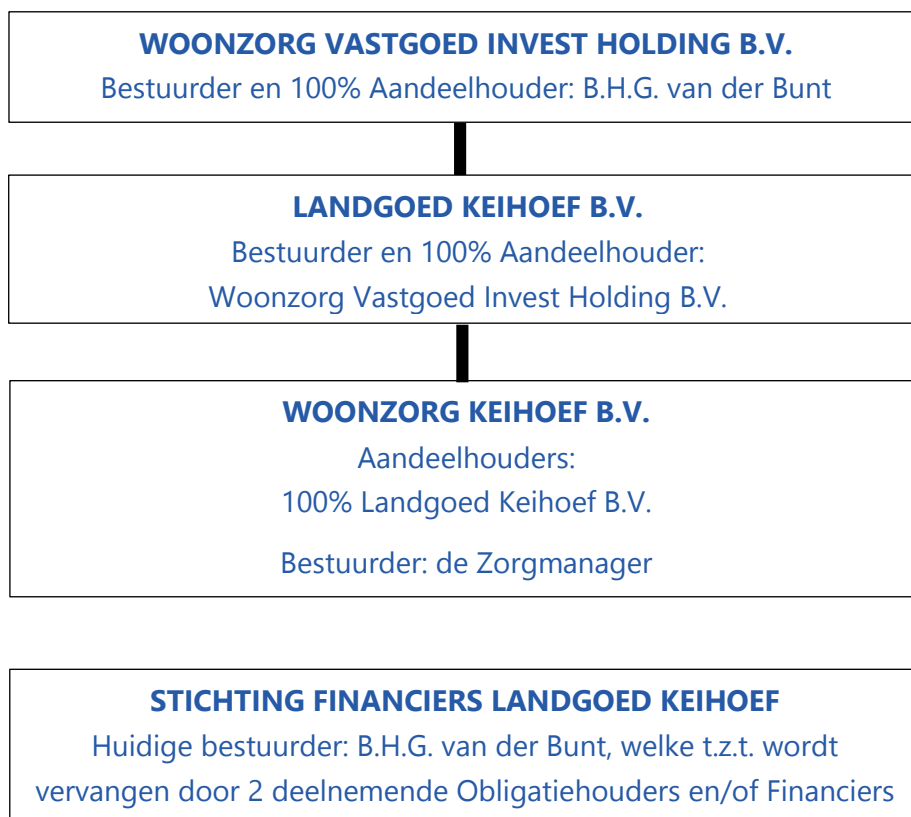 WOONZORG VASTGOED INVEST HOLDING B.V.
Bestuurder en 100% Aandeelhouder: B.H.G. van der Bunt
LANDGOED KEIHOEF B.V.
Bestuurder en 100% Aandeelhouder:
Woonzorg Vastgoed Invest Holding B.V.
WOONZORG KEIHOEF B.V.
Aandeelhouders:
100% Landgoed Keihoef B.V.
Bestuurder: de Zorgmanager
STICHTING FINANCIERS LANDGOED KEIHOEF
Huidige bestuurder: B.H.G. van der Bunt, welke t.z.t. wordt
vervangen door 2 deelnemende Obligatiehouders en/of Financiers